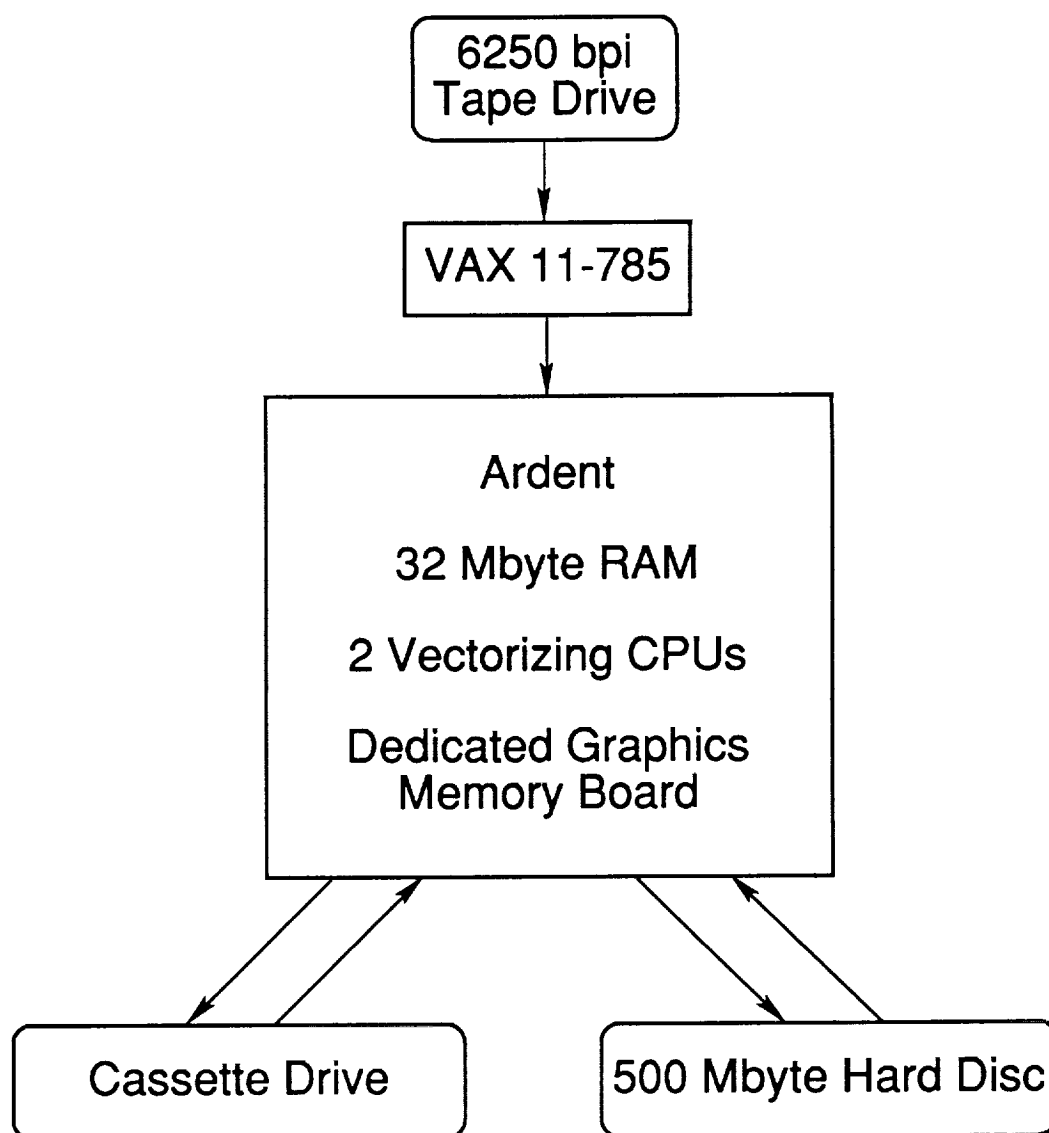 6250 bpi
Tape Drive
VAX 11-785
Ardent
32 Mbyte RAM
2 Vectorizing CPUs
Dedicated Graphics
Memory Board
Cassette Drive
500 Mbyte Hard Disc